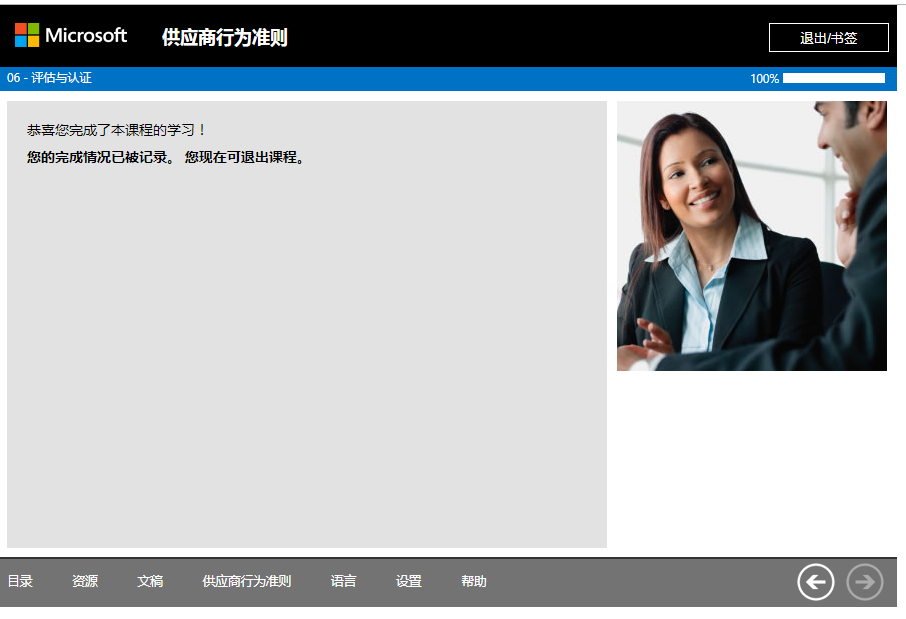 Microsoft 供应商行为准则 退出/书签
06 - 评估与认证 100%
恭喜您完成了本课程的学习！
您的完成情况已被记录。 您现在可退出课程。
目录 资源 文稿 供应商行为准则 语言 设置 帮助